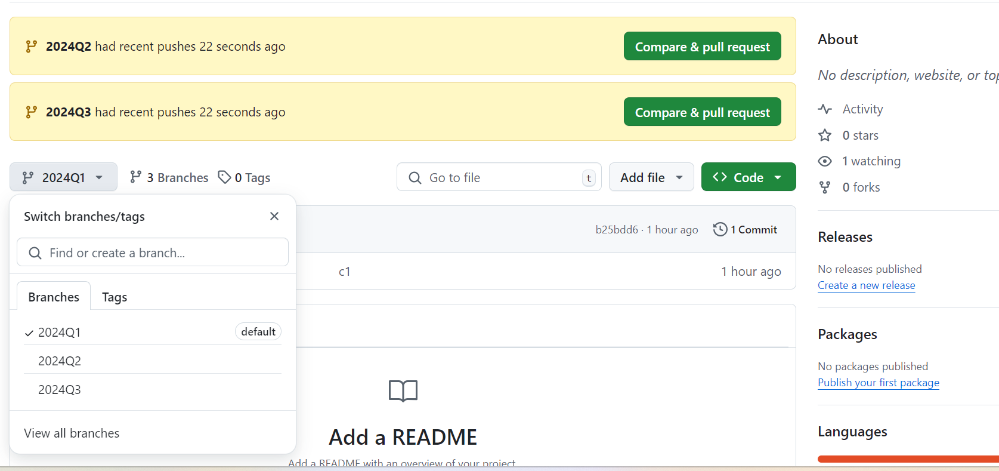 2024Q2 had recent pushes 22 seconds ago
Compare & pull request
2024Q3 had recent pushes 22 seconds ago
Compare & pull request
2024Q1
3 Branches
0 Tags
Go to file
t
Add file
Code
Switch branches/tags
Find or create a branch...
Branches
Tags
2024Q1
default
2024Q2
2024Q3
View all branches
b25bdd6 · 1 hour ago
1 Commit
c1
1 hour ago
Add a README
Add a README with an overview of your project
About
No description, website, or
Activity
0 stars
1 watching
0 forks
Releases
No releases published
Create a new release
Packages
No packages published
Publish your first package
Languages